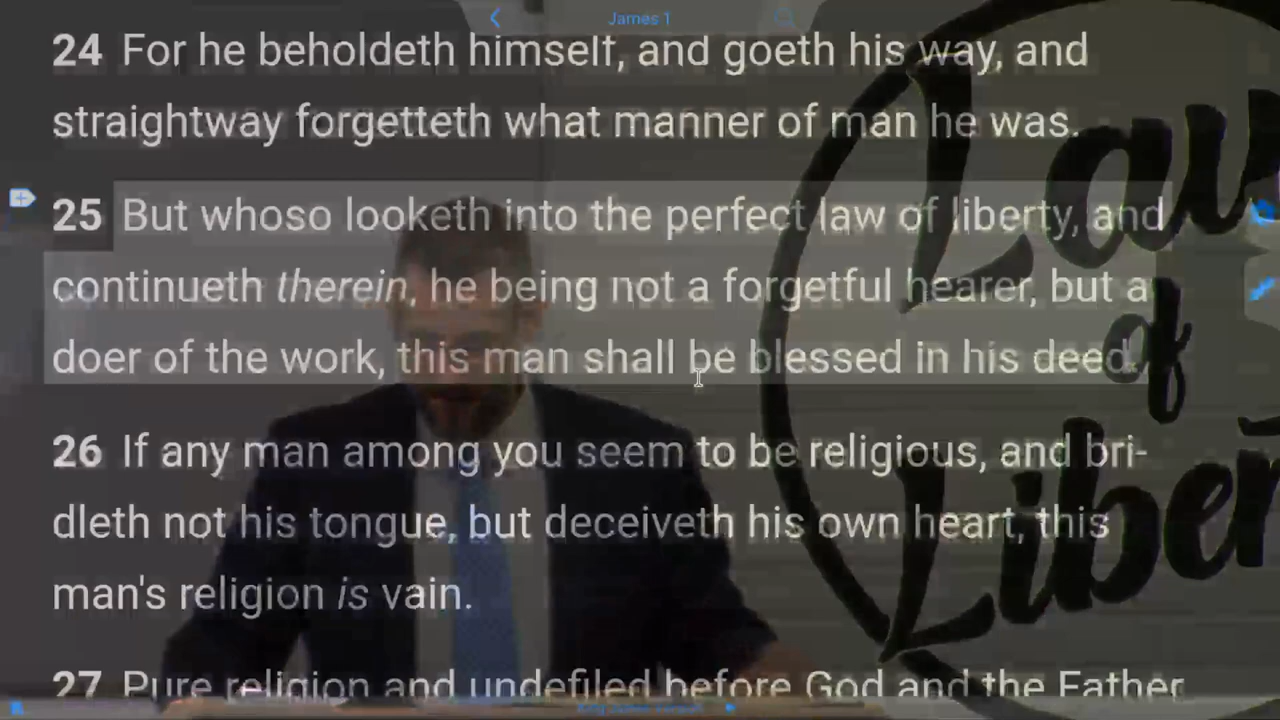 James 1
24 For he beholdeth himself, and goeth his way, and
straightway forgetteth what manner of man he was.
25 But whoso looketh into the perfect law of liberty, and
continueth therein, he being not a forgetful hearer, but a
doer of the work, this man shall be blessed in his deed.
26 If any man among you seem to be religious, and bri-
dleth not his tongue, but deceiveth his own heart, this
man's religion is vain.
27 Pure religion and undefiled before God and the Father
Law
of